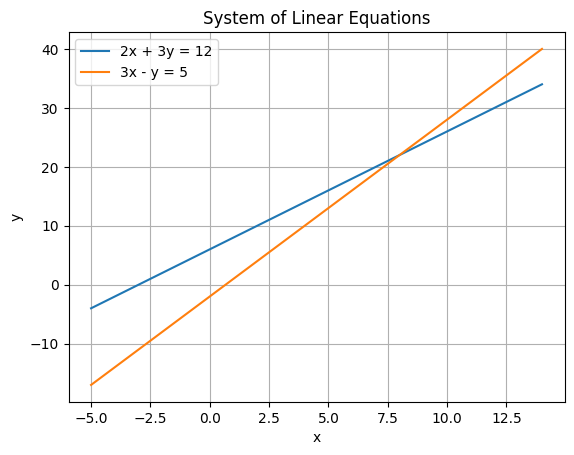 System of Linear Equations
2x + 3y = 12
3x - y = 5
y
40
30
20
10
0
−10
−5.0 −2.5 0.0 2.5 5.0 7.5 10.0 12.5
x